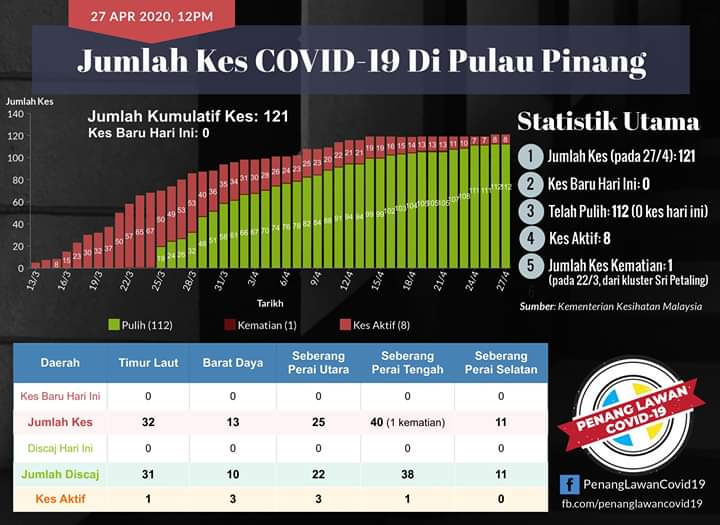 27 APR 2020, 12PM
Jumlah Kes COVID-19 Di Pulau Pinang
Jumlah Kes
Jumlah Kumulatif Kes: 121
Kes Baru Hari Ini: 0
140
120
100
80
60
40
20
0
13/3
16/3
19/3
22/3
25/3
28/3
31/3
3/4
6/4
9/4
12/4
15/4
18/4
21/4
24/4
27/4
Tarikh
Pulih (112)
Kematian (1)
Kes Aktif (8)
Statistik Utama
1 Jumlah Kes (pada 27/4): 121
2 Kes Baru Hari Ini: 0
3 Telah Pulih: 112 (0 kes hari ini)
4 Kes Aktif: 8
5 Jumlah Kes Kematian: 1
(pada 22/3, dari kluster Sri Petaling)
Sumber: Kementerian Kesihatan Malaysia
Daerah Timur Laut Barat Daya Seberang Perai Utara Seberang Perai Tengah Seberang Perai Selatan
Kes Baru Hari Ini 0 0 0 0 0
Jumlah Kes 32 13 25 40 (1 kematian) 11
Discaj Hari Ini 0 0 0 0 0
Jumlah Discaj 31 10 22 38 11
Kes Aktif 1 3 3 1 0
PENANG LAWAN
COVID-19
PenangLawanCovid19
fb.com/penanglawancovid19